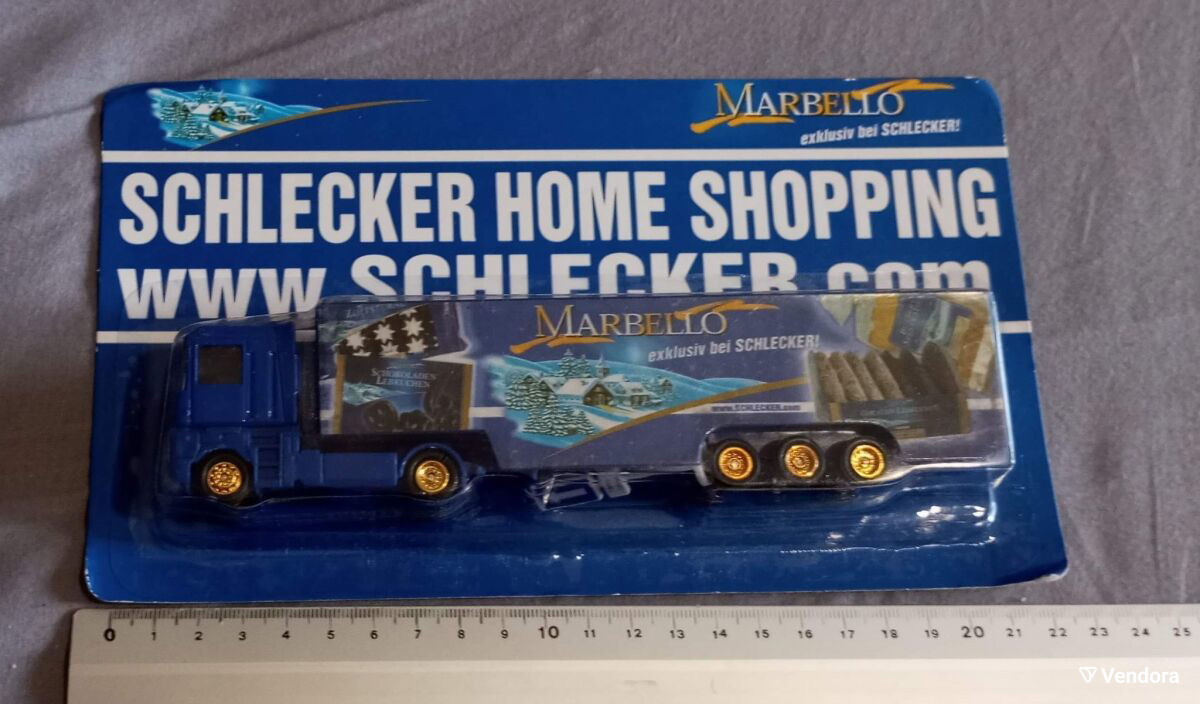 MARBELLO
exklusiv bei SCHLECKER!
SCHLECKER HOME SHOPPING
www.SCHLECKER.com
MARBELLO
exklusiv bei SCHLECKER!
SCHOKOLADEN
LEBKUCHEN
www.SCHLECKER.com
0 1 2 3 4 5 6 7 8 9 10 11 12 13 14 15 16 17 18 19 20 21 22 23 24 25
Vendora